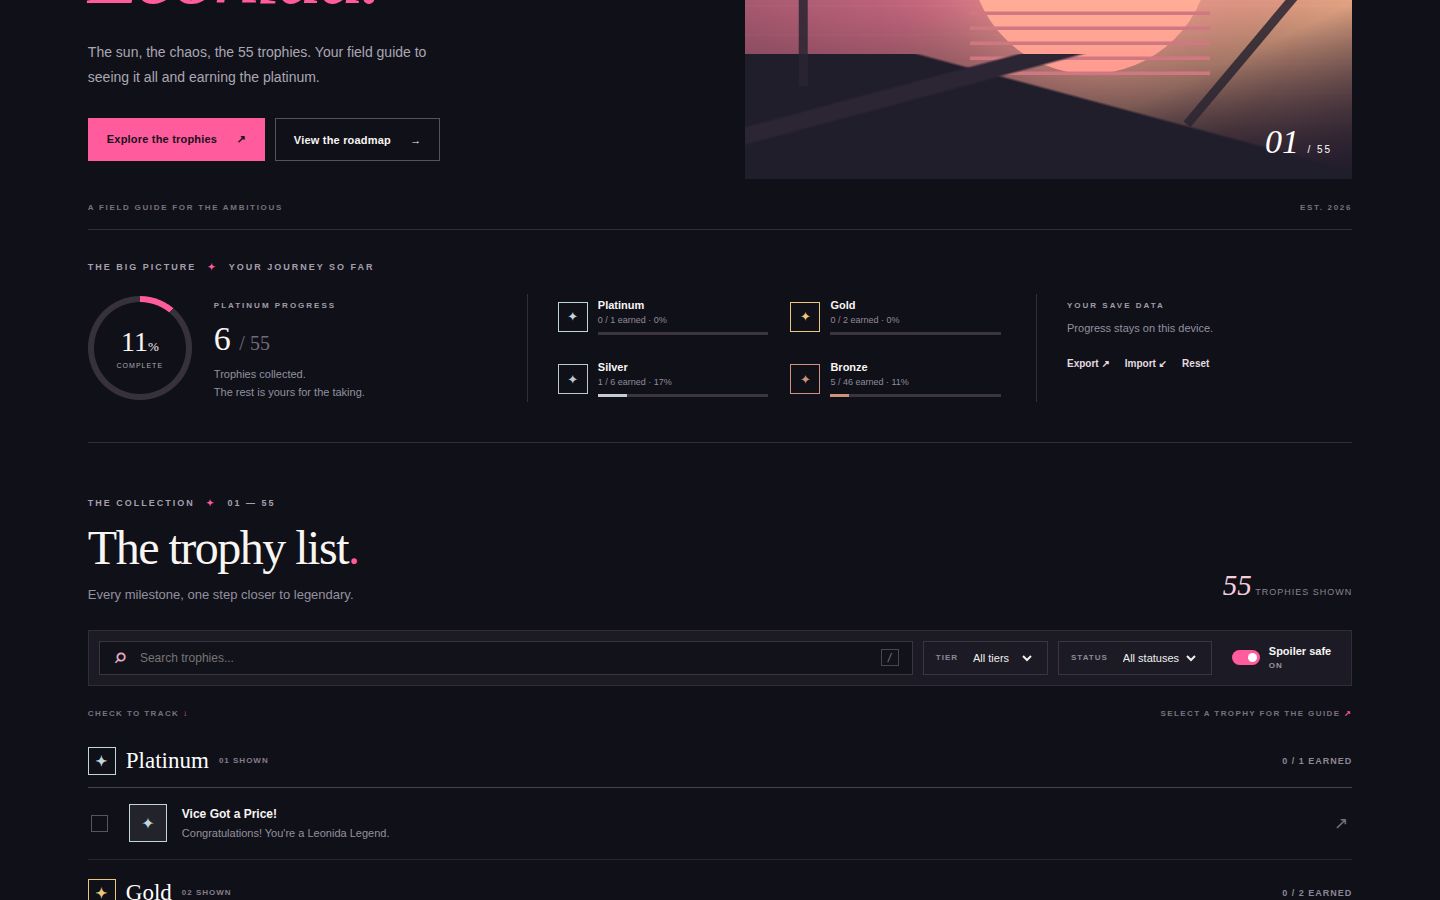 The sun, the chaos, the 55 trophies. Your field guide to
seeing it all and earning the platinum.
Explore the trophies ↗
View the roadmap →
01 / 55
A FIELD GUIDE FOR THE AMBITIOUS
EST. 2026
THE BIG PICTURE ✦ YOUR JOURNEY SO FAR
11%
COMPLETE
PLATINUM PROGRESS
6 / 55
Trophies collected.
The rest is yours for the taking.
Platinum
0 / 1 earned · 0%
Gold
0 / 2 earned · 0%
Silver
1 / 6 earned · 17%
Bronze
5 / 46 earned · 11%
YOUR SAVE DATA
Progress stays on this device.
Export ↗ Import ↙ Reset
THE COLLECTION ✦ 01 — 55
The trophy list.
Every milestone, one step closer to legendary.
55 TROPHIES SHOWN
Search trophies...
/
TIER All tiers
STATUS All statuses
Spoiler safe
ON
CHECK TO TRACK ↓
SELECT A TROPHY FOR THE GUIDE ↗
Platinum 01 SHOWN
0 / 1 EARNED
Vice Got a Price!
Congratulations! You're a Leonida Legend.
↗
Gold 02 SHOWN
0 / 2 EARNED